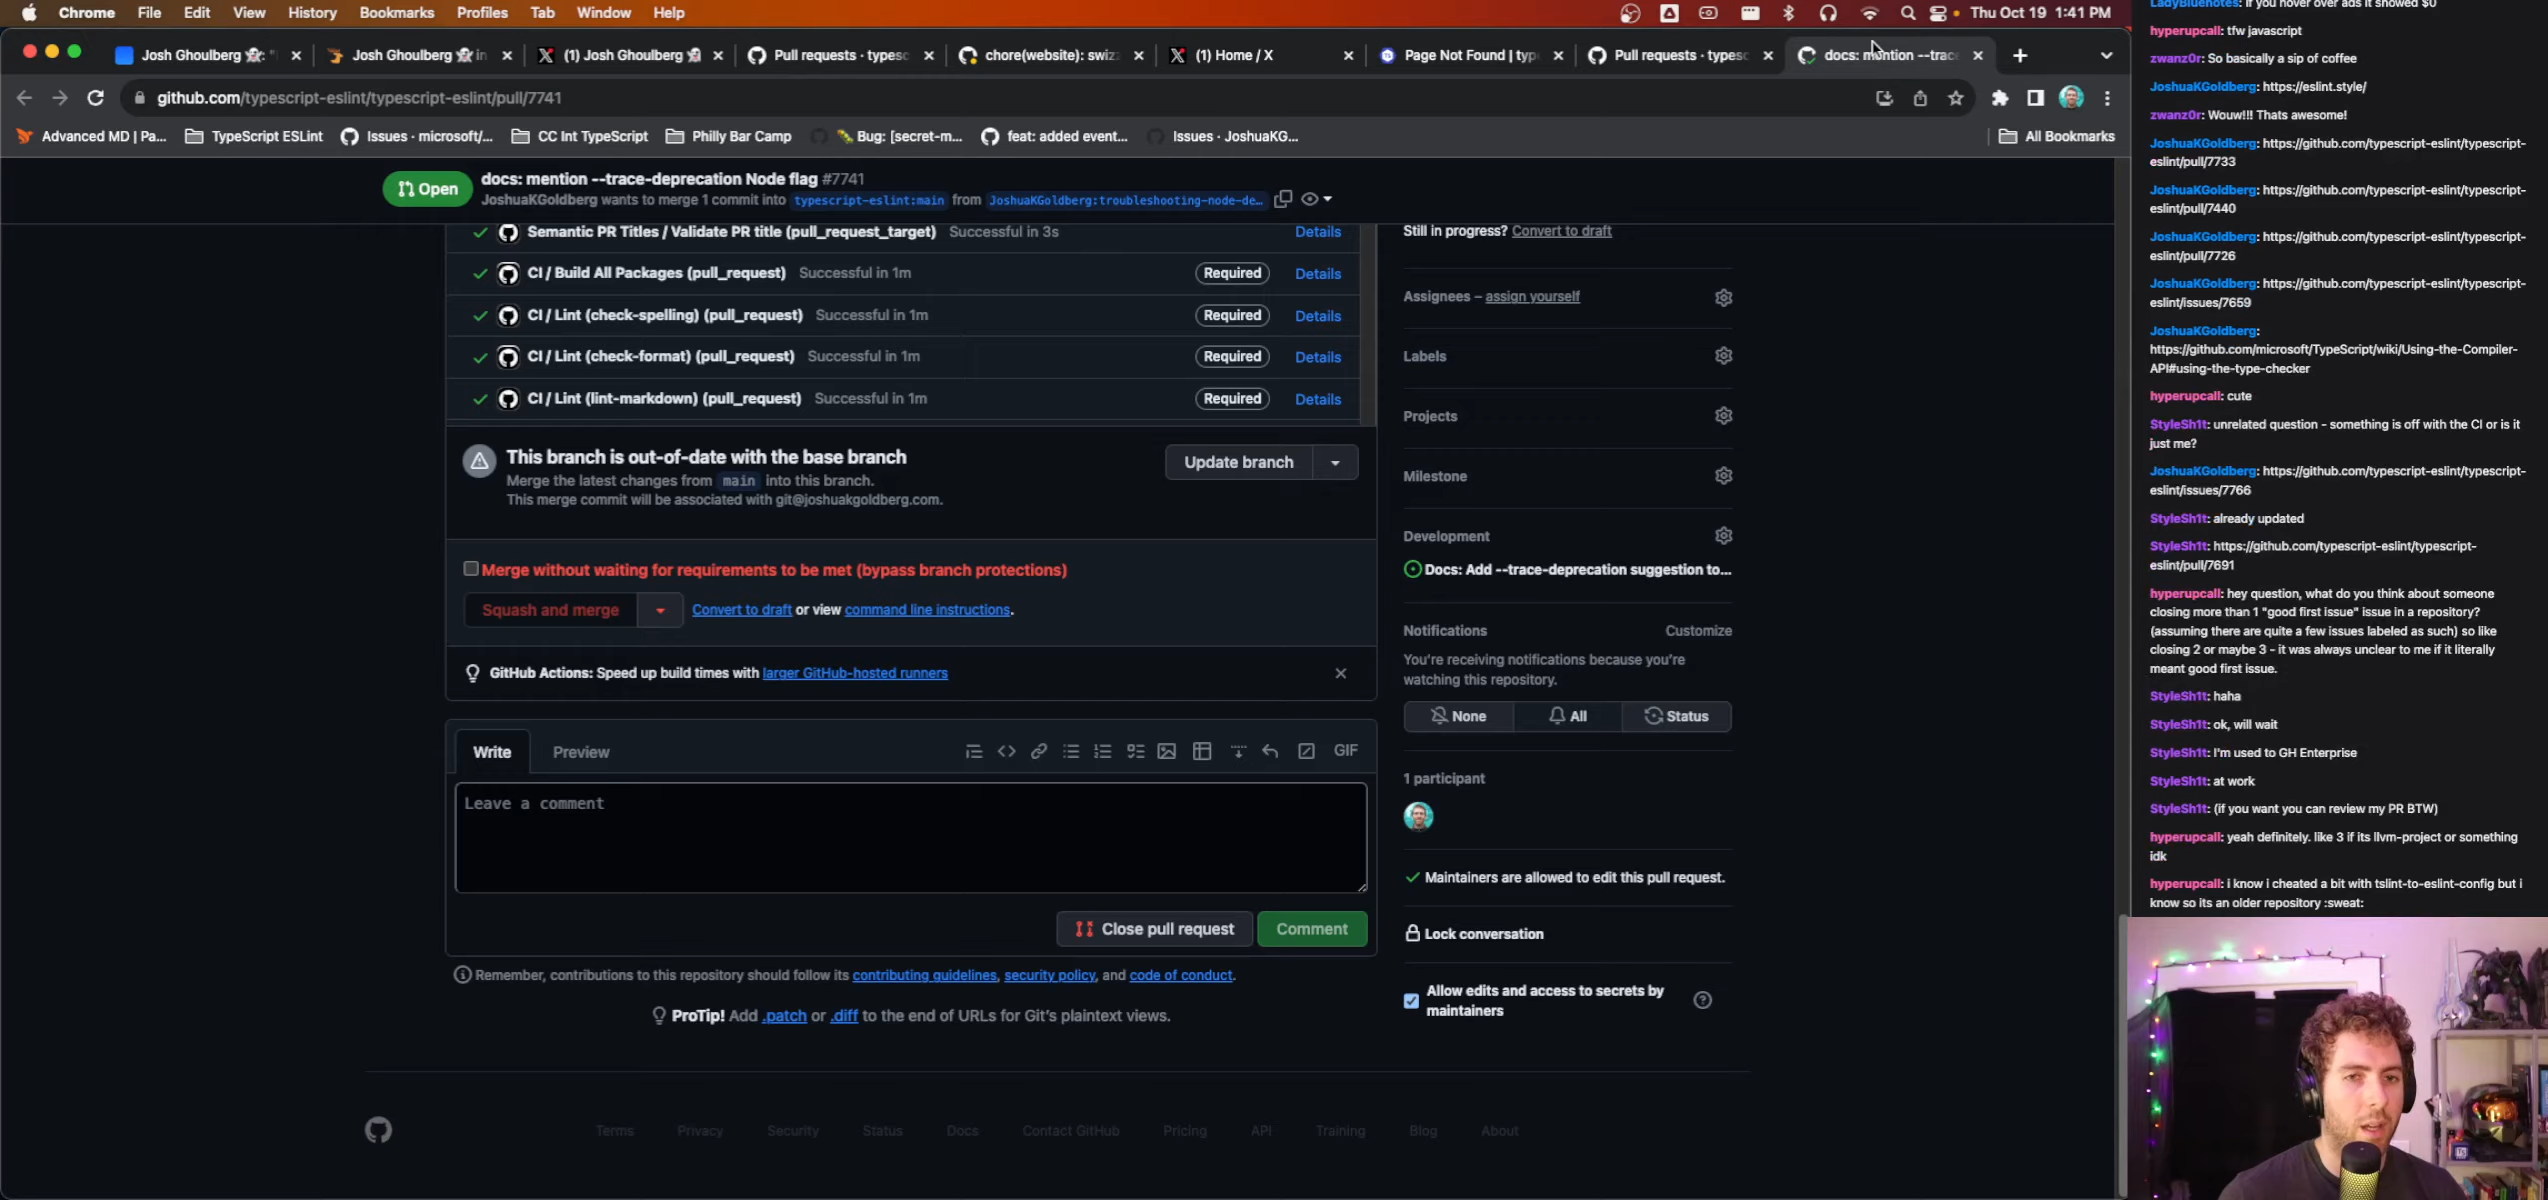 Chrome File Edit View History Bookmarks Profiles Tab Window Help
Thu Oct 19 1:41 PM
Josh Ghoulberg 👻: "
Josh Ghoulberg 👻 in
(1) Josh Ghoulberg 👻
Pull requests · typesc
chore(website): swiz
(1) Home / X
Page Not Found | typ
Pull requests · typesc
docs: mention --trac
github.com/typescript-eslint/typescript-eslint/pull/7741
Advanced MD | Pa...
TypeScript ESLint
Issues · microsoft/...
CC Int TypeScript
Philly Bar Camp
🐛 Bug: [secret-m...
feat: added event...
Issues · JoshuaKG...
All Bookmarks
Open
docs: mention --trace-deprecation Node flag #7741
JoshuaKGoldberg wants to merge 1 commit into typescript-eslint:main from JoshuaKGoldberg:troubleshooting-node-de…
Semantic PR Titles / Validate PR title (pull_request_target) Successful in 3s Details
CI / Build All Packages (pull_request) Successful in 1m Required Details
CI / Lint (check-spelling) (pull_request) Successful in 1m Required Details
CI / Lint (check-format) (pull_request) Successful in 1m Required Details
CI / Lint (lint-markdown) (pull_request) Successful in 1m Required Details
This branch is out-of-date with the base branch
Merge the latest changes from main into this branch.
This merge commit will be associated with git@joshuakgoldberg.com.
Update branch
Merge without waiting for requirements to be met (bypass branch protections)
Squash and merge
Convert to draft or view command line instructions.
GitHub Actions: Speed up build times with larger GitHub-hosted runners
Write Preview
GIF
Leave a comment
Close pull request Comment
Remember, contributions to this repository should follow its contributing guidelines, security policy, and code of conduct.
ProTip! Add .patch or .diff to the end of URLs for Git's plaintext views.
Still in progress? Convert to draft
Assignees – assign yourself
Labels
Projects
Milestone
Development
Docs: Add --trace-deprecation suggestion to...
Notifications Customize
You're receiving notifications because you're
watching this repository.
None All Status
1 participant
Maintainers are allowed to edit this pull request.
Lock conversation
Allow edits and access to secrets by
maintainers
Terms Privacy Security Status Docs Contact GitHub Pricing API Training Blog About
LadyBluenotes: If you hover over ads it showed $0
hyperupcall: tfw javascript
zwanz0r: So basically a sip of coffee
JoshuaKGoldberg: https://eslint.style/
zwanz0r: Wouw!!! Thats awesome!
JoshuaKGoldberg: https://github.com/typescript-eslint/typescript-
eslint/pull/7733
JoshuaKGoldberg: https://github.com/typescript-eslint/typescript-
eslint/pull/7440
JoshuaKGoldberg: https://github.com/typescript-eslint/typescript-
eslint/pull/7726
JoshuaKGoldberg: https://github.com/typescript-eslint/typescript-
eslint/issues/7659
JoshuaKGoldberg:
https://github.com/microsoft/TypeScript/wiki/Using-the-Compiler-
API#using-the-type-checker
hyperupcall: cute
StyleSh1t: unrelated question - something is off with the CI or is it
just me?
JoshuaKGoldberg: https://github.com/typescript-eslint/typescript-
eslint/issues/7766
StyleSh1t: already updated
StyleSh1t: https://github.com/typescript-eslint/typescript-
eslint/pull/7691
hyperupcall: hey question, what do you think about someone
closing more than 1 "good first issue" issue in a repository?
(assuming there are quite a few issues labeled as such) so like
closing 2 or maybe 3 - it was always unclear to me if it literally
meant good first issue.
StyleSh1t: haha
StyleSh1t: ok, will wait
StyleSh1t: I'm used to GH Enterprise
StyleSh1t: at work
StyleSh1t: (if you want you can review my PR BTW)
hyperupcall: yeah definitely. like 3 if its llvm-project or something
idk
hyperupcall: i know i cheated a bit with tslint-to-eslint-config but i
know so its an older repository :sweat: